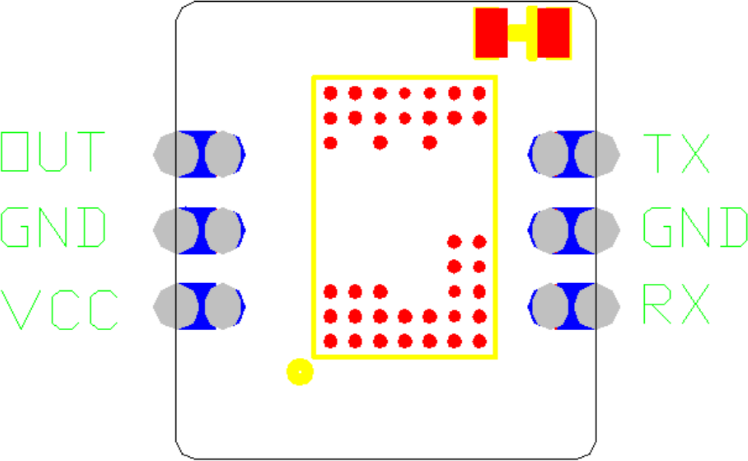 OUT TX
GND GND
VCC RX